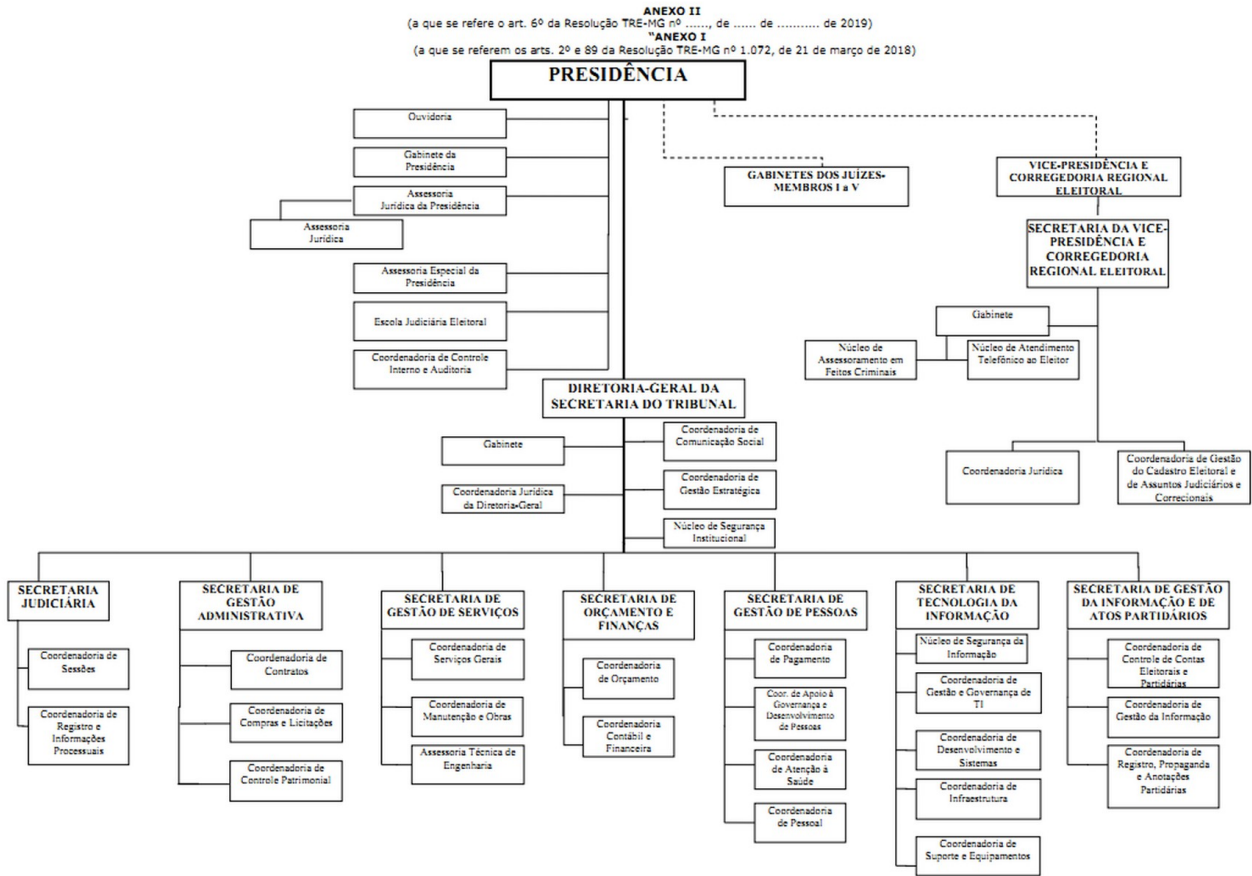 ANEXO II
(a que se refere o art. 6º da Resolução TRE-MG nº ......, de ...... de ........... de 2019)
"ANEXO I
(a que se referem os arts. 2º e 89 da Resolução TRE-MG nº 1.072, de 21 de março de 2018)
PRESIDÊNCIA
Ouvidoria
Gabinete da
Presidência
Assessoria
Jurídica da Presidência
Assessoria
Jurídica
Assessoria Especial da
Presidência
Escola Judiciária Eleitoral
Coordenadoria de Controle
Interno e Auditoria
GABINETES DOS JUÍZES-
MEMBROS I a V
VICE-PRESIDÊNCIA E
CORREGEDORIA REGIONAL
ELEITORAL
SECRETARIA DA VICE-
PRESIDÊNCIA E
CORREGEDORIA
REGIONAL ELEITORAL
Gabinete
Núcleo de
Assessoramento em
Feitos Criminais
Núcleo de Atendimento
Telefônico ao Eleitor
Coordenadoria Jurídica
Coordenadoria de Gestão
do Cadastro Eleitoral e
de Assuntos Judiciários e
Correcionais
DIRETORIA-GERAL DA
SECRETARIA DO TRIBUNAL
Gabinete
Coordenadoria de
Comunicação Social
Coordenadoria Jurídica
da Diretoria-Geral
Coordenadoria de
Gestão Estratégica
Núcleo de Segurança
Institucional
SECRETARIA
JUDICIÁRIA
Coordenadoria de
Sessões
Coordenadoria de
Registro e
Informações
Processuais
SECRETARIA DE
GESTÃO
ADMINISTRATIVA
Coordenadoria de
Contratos
Coordenadoria de
Compras e Licitações
Coordenadoria de
Controle Patrimonial
SECRETARIA DE
GESTÃO DE SERVIÇOS
Coordenadoria de
Serviços Gerais
Coordenadoria de
Manutenção e Obras
Assessoria Técnica de
Engenharia
SECRETARIA DE
ORÇAMENTO E
FINANÇAS
Coordenadoria
de Orçamento
Coordenadoria
Contábil e
Financeira
SECRETARIA DE
GESTÃO DE PESSOAS
Coordenadoria
de Pagamento
Coor. de Apoio à
Governança e
Desenvolvimento
de Pessoas
Coordenadoria
de Atenção à
Saúde
Coordenadoria
de Pessoal
SECRETARIA DE
TECNOLOGIA DA
INFORMAÇÃO
Núcleo de Segurança da
Informação
Coordenadoria de
Gestão e Governança de
TI
Coordenadoria de
Desenvolvimento e
Sistemas
Coordenadoria de
Infraestrutura
Coordenadoria de
Suporte e Equipamentos
SECRETARIA DE GESTÃO
DA INFORMAÇÃO E DE
ATOS PARTIDÁRIOS
Coordenadoria de
Controle de Contas
Eleitorais e
Partidárias
Coordenadoria de
Gestão da Informação
Coordenadoria de
Registro, Propaganda
e Anotações
Partidárias